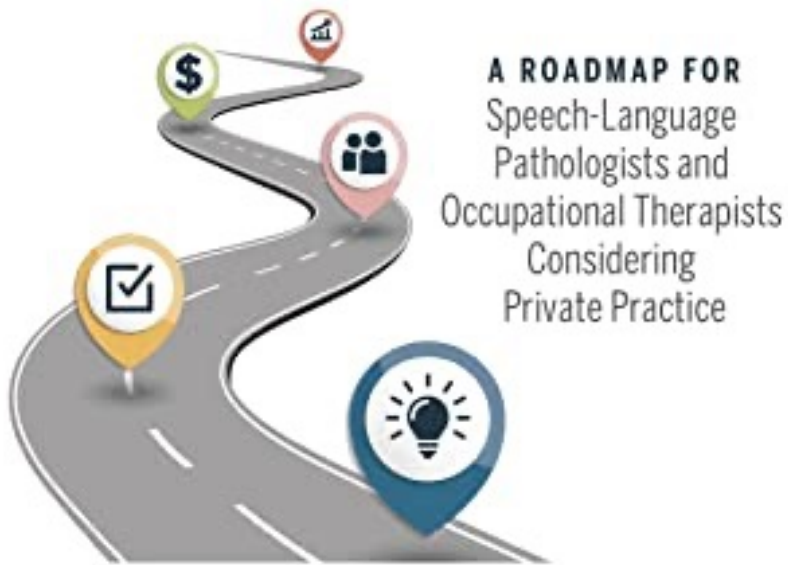 A ROADMAP FOR
Speech-Language
Pathologists and
Occupational Therapists
Considering
Private Practice
$